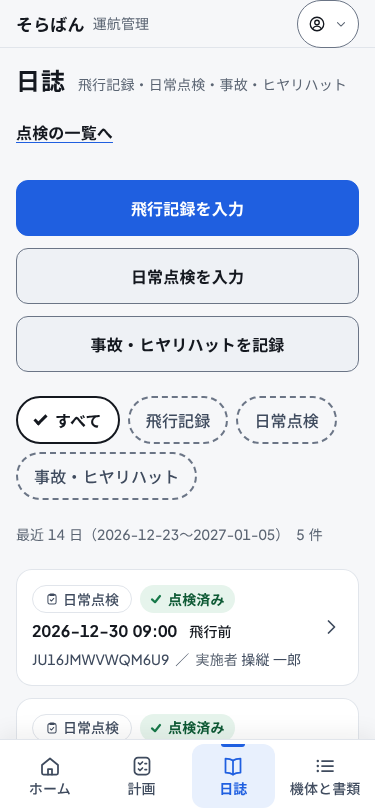 そらばん 運航管理
日誌 飛行記録・日常点検・事故・ヒヤリハット
点検の一覧へ
飛行記録を入力
日常点検を入力
事故・ヒヤリハットを記録
すべて 飛行記録 日常点検
事故・ヒヤリハット
最近 14 日（2026-12-23〜2027-01-05） 5 件
日常点検 点検済み
2026-12-30 09:00 飛行前
JU16JMWVWQM6U9 ／ 実施者 操縦 一郎
日常点検 点検済み
ホーム 計画 日誌 機体と書類